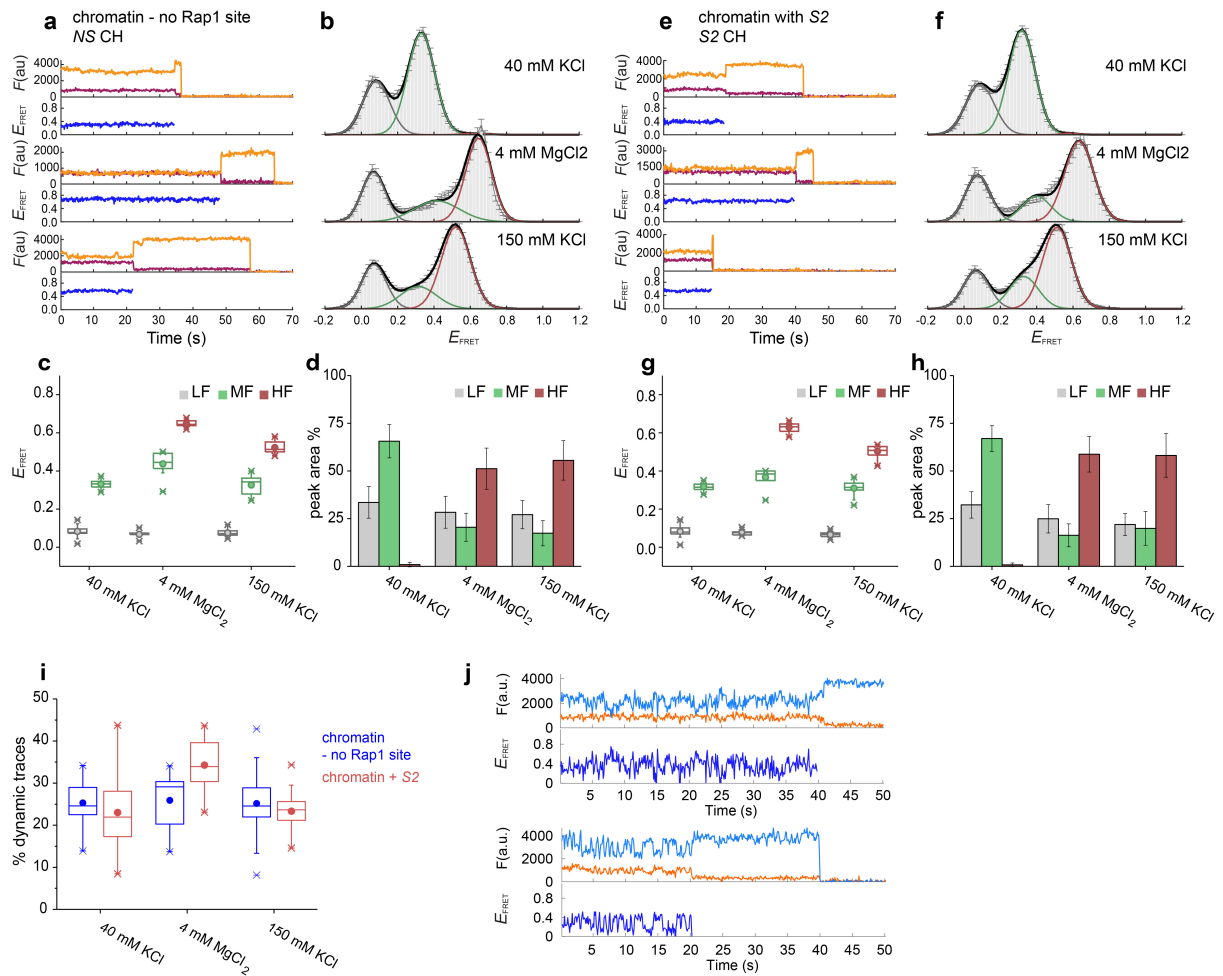 a
chromatin - no Rap1 site
NS CH
F(au)
4000
2000
0
E_FRET
0.8
0.4
0.0
F(au)
2000
1000
0
E_FRET
0.8
0.4
0.0
F(au)
4000
2000
0
E_FRET
0.8
0.4
0.0
0 10 20 30 40 50 60 70
Time (s)
b
40 mM KCl
4 mM MgCl2
150 mM KCl
-0.2 0.0 0.2 0.4 0.6 0.8 1.0 1.2
E_FRET
e
chromatin with S2
S2 CH
F(au)
4000
2000
0
E_FRET
0.8
0.4
0.0
F(au)
3000
2000
1000
0
E_FRET
0.8
0.4
0.0
F(au)
4000
2000
0
E_FRET
0.8
0.4
0.0
0 10 20 30 40 50 60 70
Time (s)
f
40 mM KCl
4 mM MgCl2
150 mM KCl
-0.2 0.0 0.2 0.4 0.6 0.8 1.0 1.2
E_FRET
c
LF MF HF
E_FRET
0.8
0.6
0.4
0.2
0.0
40 mM KCl
4 mM MgCl2
150 mM KCl
d
LF MF HF
peak area %
100
75
50
25
0
40 mM KCl
4 mM MgCl2
150 mM KCl
g
LF MF HF
E_FRET
0.8
0.6
0.4
0.2
0.0
40 mM KCl
4 mM MgCl2
150 mM KCl
h
LF MF HF
peak area %
100
75
50
25
0
40 mM KCl
4 mM MgCl2
150 mM KCl
i
% dynamic traces
50
40
30
20
10
0
40 mM KCl
4 mM MgCl2
150 mM KCl
chromatin
- no Rap1 site
chromatin + S2
j
F(a.u.)
4000
2000
0
E_FRET
0.8
0.4
0
5 10 15 20 25 30 35 40 45 50
Time (s)
F(a.u.)
4000
2000
0
E_FRET
0.8
0.4
0
5 10 15 20 25 30 35 40 45 50
Time (s)